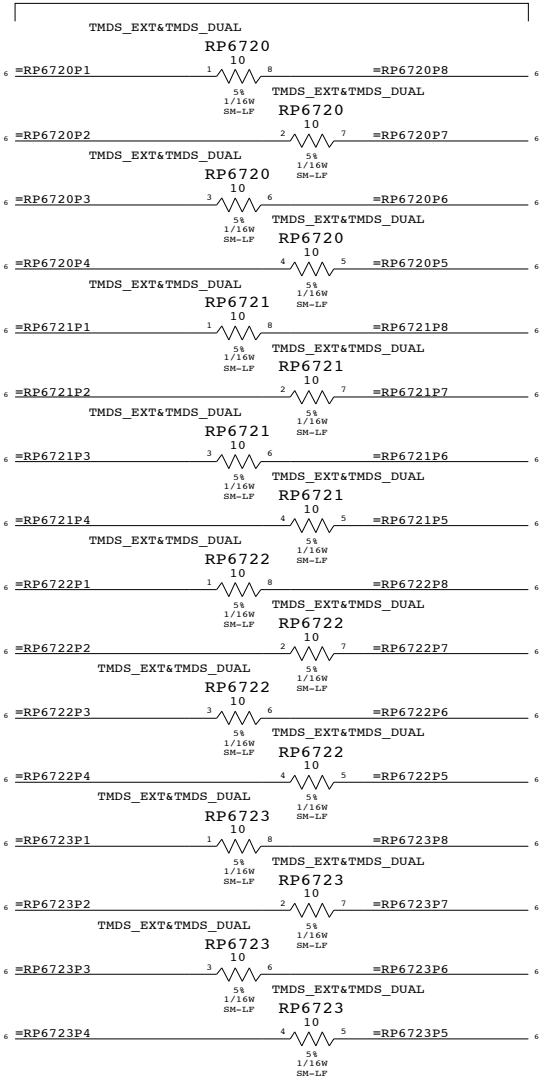 TMDS_EXT&TMDS_DUAL
RP6720
10
6 =RP6720P1 1 8 =RP6720P8 6
5%
1/16W
SM-LF
TMDS_EXT&TMDS_DUAL
RP6720
10
6 =RP6720P2 2 7 =RP6720P7 6
5%
1/16W
SM-LF
TMDS_EXT&TMDS_DUAL
RP6720
10
6 =RP6720P3 3 6 =RP6720P6 6
5%
1/16W
SM-LF
TMDS_EXT&TMDS_DUAL
RP6720
10
6 =RP6720P4 4 5 =RP6720P5 6
5%
1/16W
SM-LF
TMDS_EXT&TMDS_DUAL
RP6721
10
6 =RP6721P1 1 8 =RP6721P8 6
5%
1/16W
SM-LF
TMDS_EXT&TMDS_DUAL
RP6721
10
6 =RP6721P2 2 7 =RP6721P7 6
5%
1/16W
SM-LF
TMDS_EXT&TMDS_DUAL
RP6721
10
6 =RP6721P3 3 6 =RP6721P6 6
5%
1/16W
SM-LF
TMDS_EXT&TMDS_DUAL
RP6721
10
6 =RP6721P4 4 5 =RP6721P5 6
5%
1/16W
SM-LF
TMDS_EXT&TMDS_DUAL
RP6722
10
6 =RP6722P1 1 8 =RP6722P8 6
5%
1/16W
SM-LF
TMDS_EXT&TMDS_DUAL
RP6722
10
6 =RP6722P2 2 7 =RP6722P7 6
5%
1/16W
SM-LF
TMDS_EXT&TMDS_DUAL
RP6722
10
6 =RP6722P3 3 6 =RP6722P6 6
5%
1/16W
SM-LF
TMDS_EXT&TMDS_DUAL
RP6722
10
6 =RP6722P4 4 5 =RP6722P5 6
5%
1/16W
SM-LF
TMDS_EXT&TMDS_DUAL
RP6723
10
6 =RP6723P1 1 8 =RP6723P8 6
5%
1/16W
SM-LF
TMDS_EXT&TMDS_DUAL
RP6723
10
6 =RP6723P2 2 7 =RP6723P7 6
5%
1/16W
SM-LF
TMDS_EXT&TMDS_DUAL
RP6723
10
6 =RP6723P3 3 6 =RP6723P6 6
5%
1/16W
SM-LF
TMDS_EXT&TMDS_DUAL
RP6723
10
6 =RP6723P4 4 5 =RP6723P5 6
5%
1/16W
SM-LF